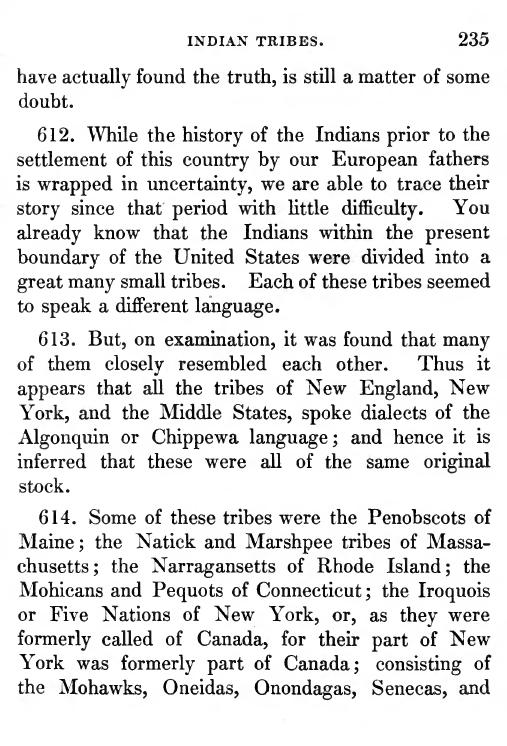 INDIAN TRIBES. 235
have actually found the truth, is still a matter of some
doubt.
612. While the history of the Indians prior to the
settlement of this country by our European fathers
is wrapped in uncertainty, we are able to trace their
story since that period with little difficulty. You
already know that the Indians within the present
boundary of the United States were divided into a
great many small tribes. Each of these tribes seemed
to speak a different language.
613. But, on examination, it was found that many
of them closely resembled each other. Thus it
appears that all the tribes of New England, New
York, and the Middle States, spoke dialects of the
Algonquin or Chippewa language; and hence it is
inferred that these were all of the same original
stock.
614. Some of these tribes were the Penobscots of
Maine; the Natick and Marshpee tribes of Massa-
chusetts; the Narragansetts of Rhode Island; the
Mohicans and Pequots of Connecticut; the Iroquois
or Five Nations of New York, or, as they were
formerly called of Canada, for their part of New
York was formerly part of Canada; consisting of
the Mohawks, Oneidas, Onondagas, Senecas, and